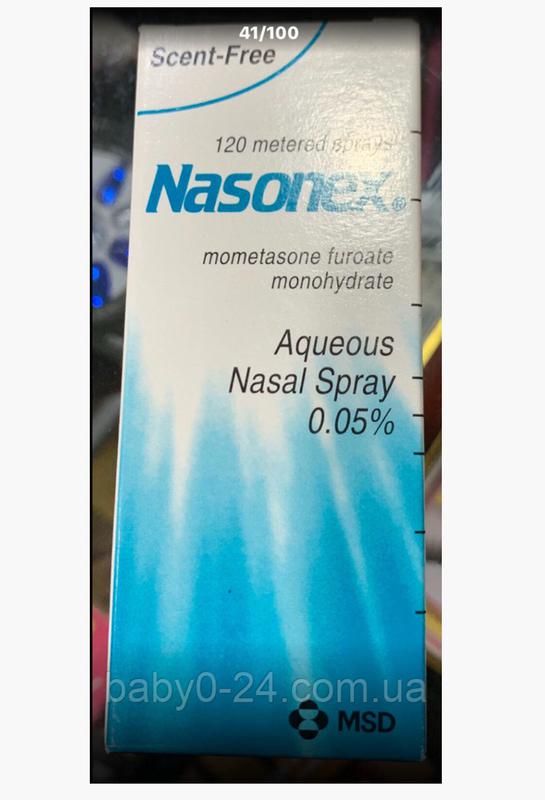 41/100
Scent-Free
120 metered sprays
Nasonex®
mometasone furoate
monohydrate
Aqueous
Nasal Spray
0.05%
baby0-24.com.ua
MSD